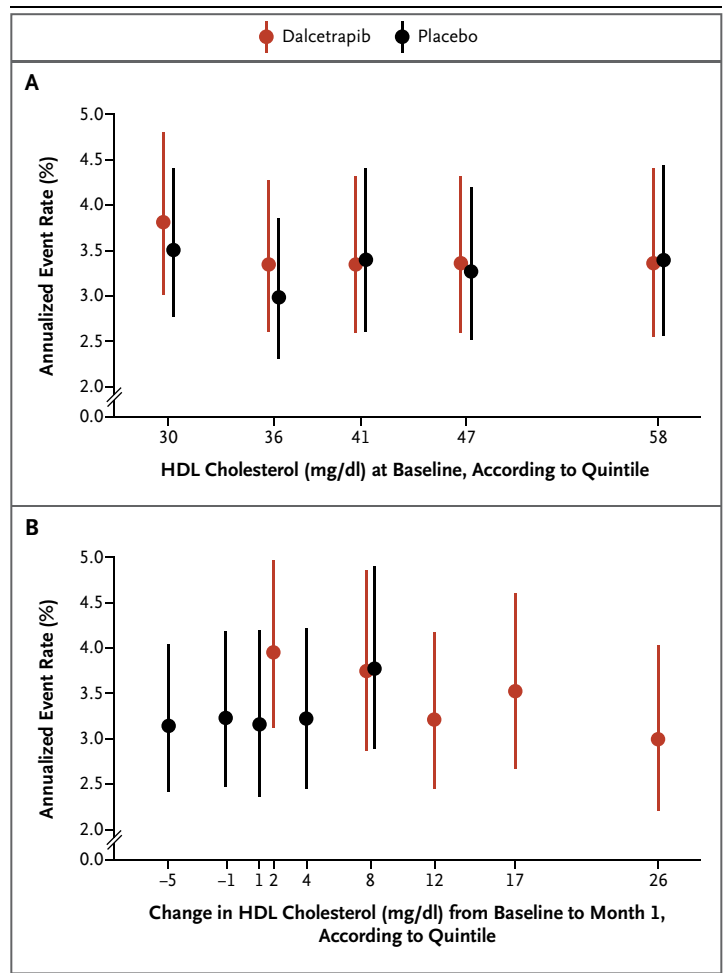 Dalcetrapib Placebo
A
5.0
4.5
4.0
3.5
3.0
2.5
2.0
0.0
Annualized Event Rate (%)
30 36 41 47 58
HDL Cholesterol (mg/dl) at Baseline, According to Quintile
B
5.0
4.5
4.0
3.5
3.0
2.5
2.0
0.0
Annualized Event Rate (%)
–5 –1 1 2 4 8 12 17 26
Change in HDL Cholesterol (mg/dl) from Baseline to Month 1,
According to Quintile